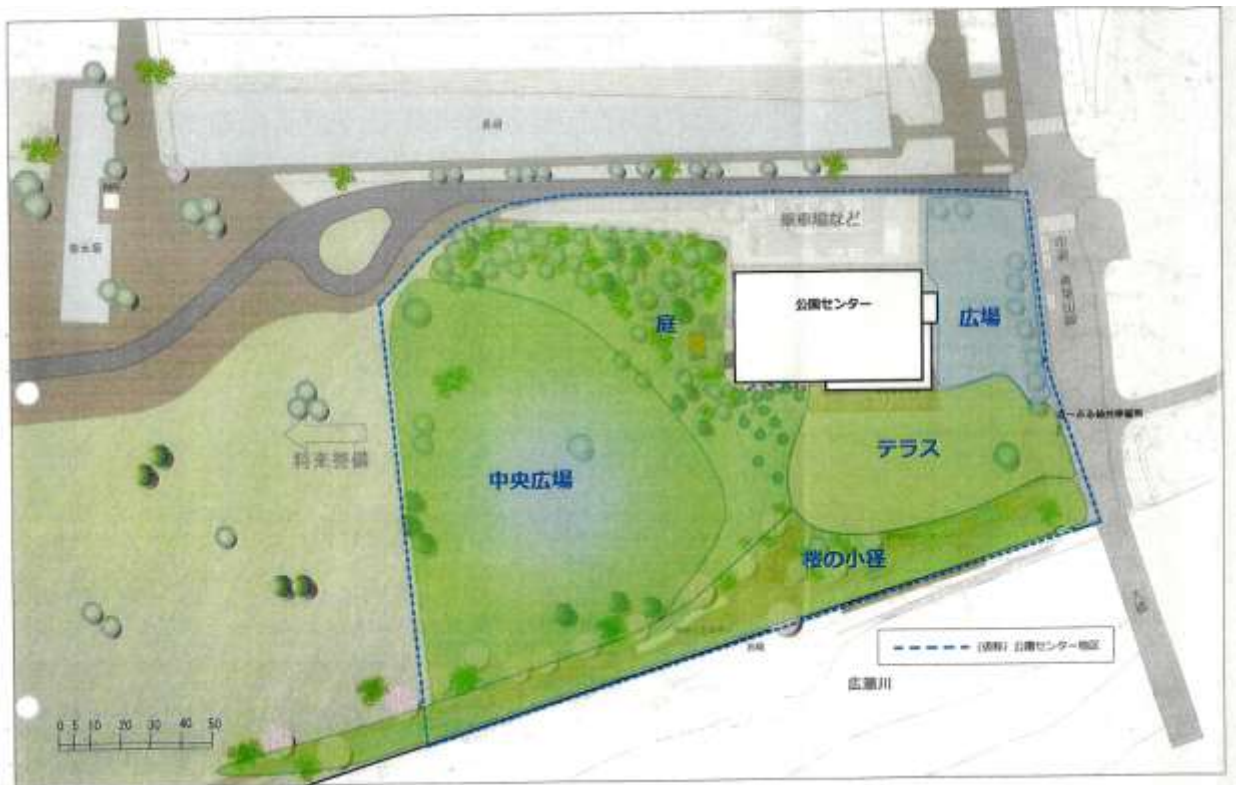 長沼
駐車場など
公園センター
広場
庭
テラス
将来整備
中央広場
桜の小径
(仮称) 公園センター地区
広瀬川
0 5 10 20 30 40 50